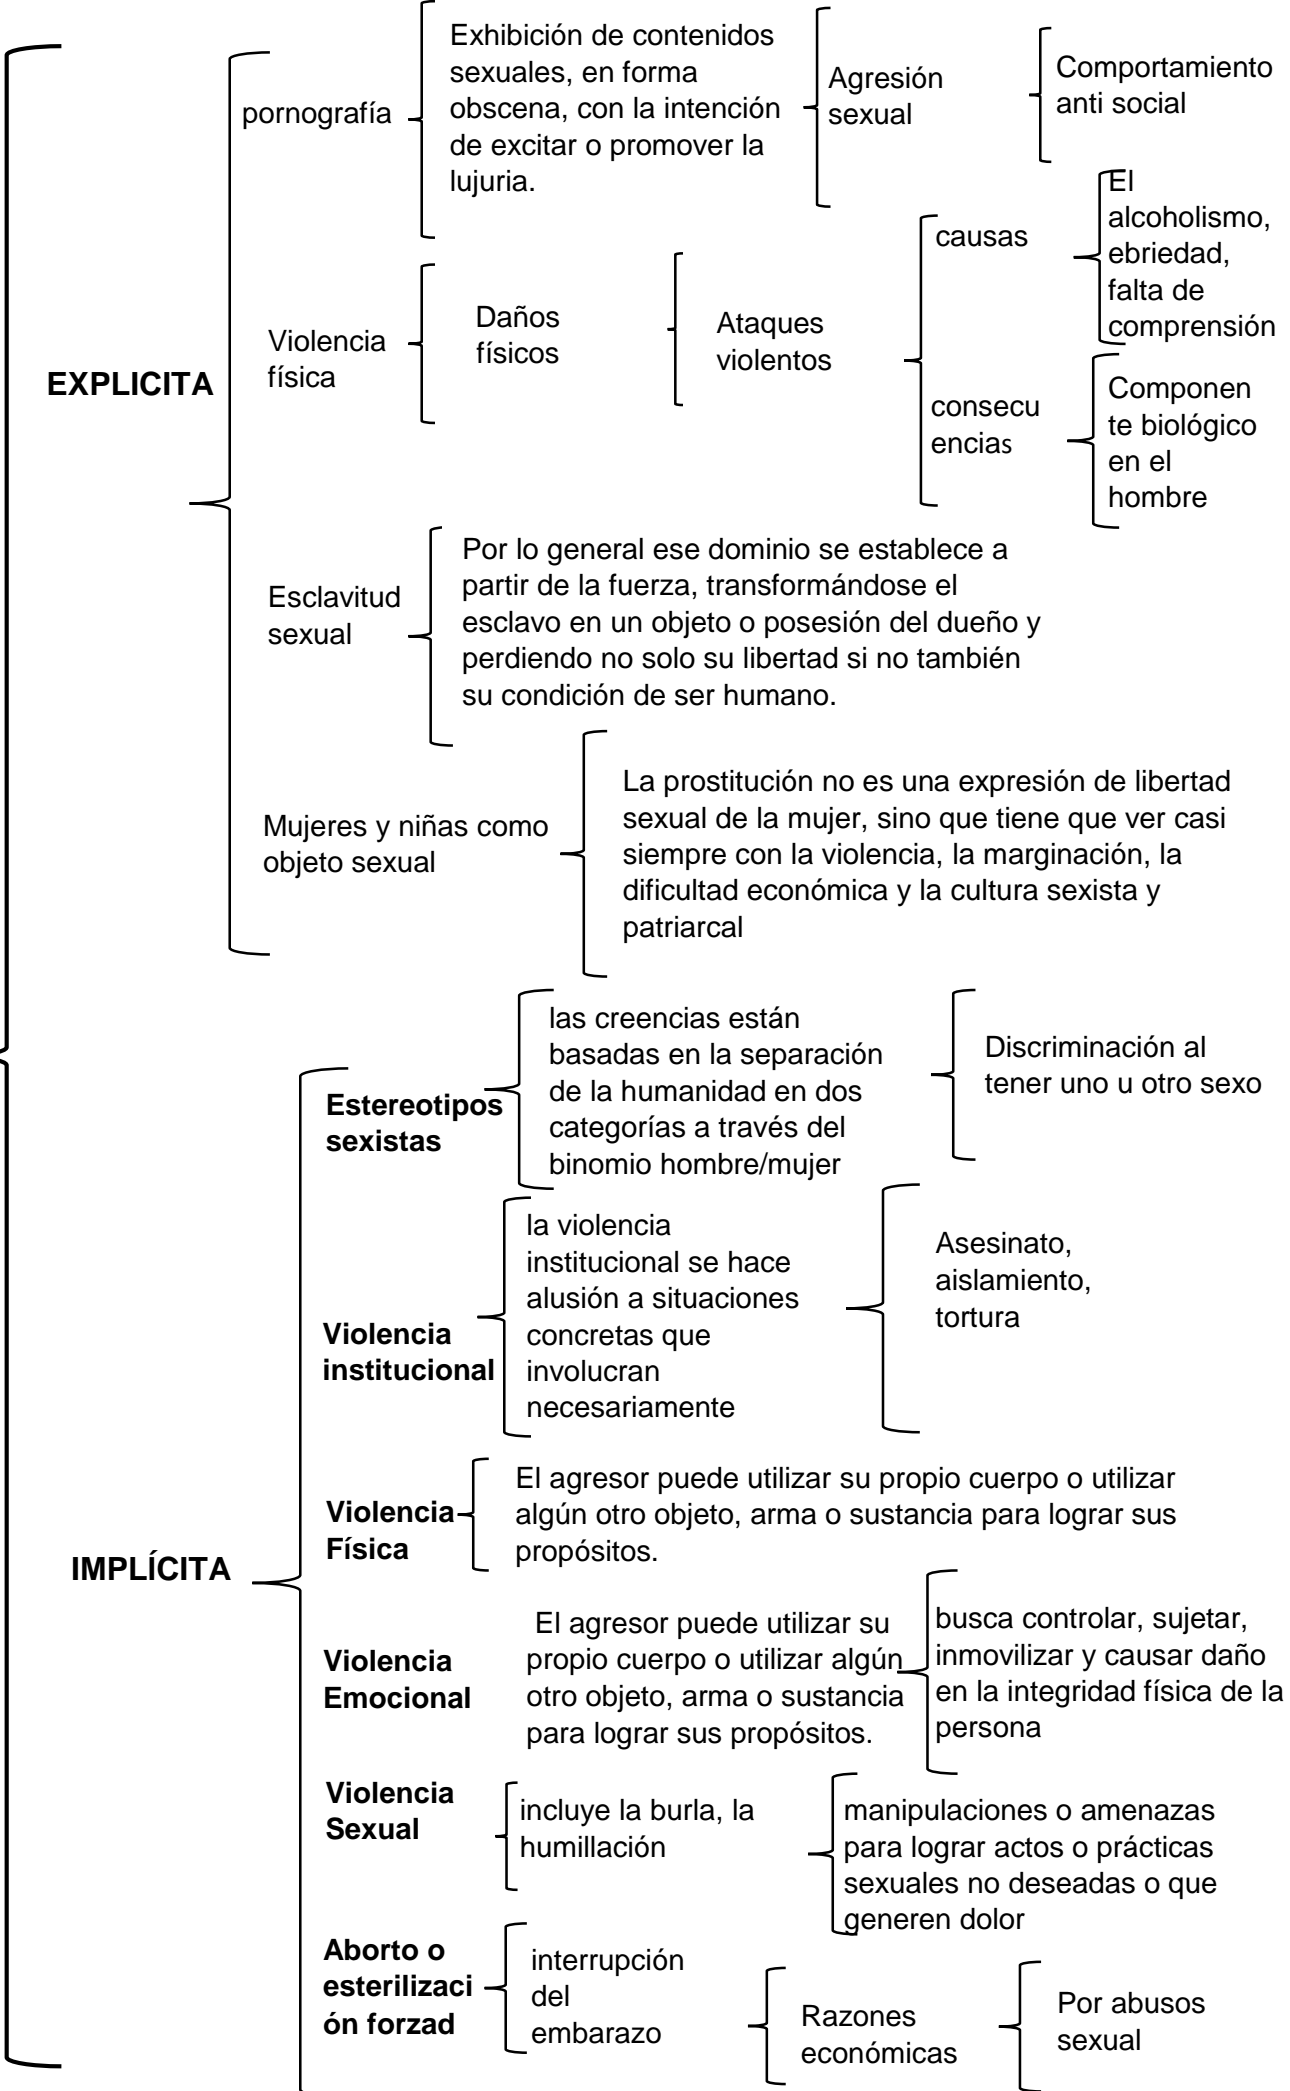 pornografía
Exhibición de contenidos
sexuales, en forma
obscena, con la intención
de excitar o promover la
lujuria.
Agresión
sexual
Comportamiento
anti social
EXPLICITA
Violencia
física
Daños
físicos
Ataques
violentos
causas
El
alcoholismo,
ebriedad,
falta de
comprensión
consecu
encias
Componen
te biológico
en el
hombre
Esclavitud
sexual
Por lo general ese dominio se establece a
partir de la fuerza, transformándose el
esclavo en un objeto o posesión del dueño y
perdiendo no solo su libertad si no también
su condición de ser humano.
Mujeres y niñas como
objeto sexual
La prostitución no es una expresión de libertad
sexual de la mujer, sino que tiene que ver casi
siempre con la violencia, la marginación, la
dificultad económica y la cultura sexista y
patriarcal
IMPLÍCITA
Estereotipos
sexistas
las creencias están
basadas en la separación
de la humanidad en dos
categorías a través del
binomio hombre/mujer
Discriminación al
tener uno u otro sexo
Violencia
institucional
la violencia
institucional se hace
alusión a situaciones
concretas que
involucran
necesariamente
Asesinato,
aislamiento,
tortura
Violencia
Física
El agresor puede utilizar su propio cuerpo o utilizar
algún otro objeto, arma o sustancia para lograr sus
propósitos.
Violencia
Emocional
El agresor puede utilizar su
propio cuerpo o utilizar algún
otro objeto, arma o sustancia
para lograr sus propósitos.
busca controlar, sujetar,
inmovilizar y causar daño
en la integridad física de la
persona
Violencia
Sexual
incluye la burla, la
humillación
manipulaciones o amenazas
para lograr actos o prácticas
sexuales no deseadas o que
generen dolor
Aborto o
esterilizaci
ón forzad
interrupción
del
embarazo
Razones
económicas
Por abusos
sexual